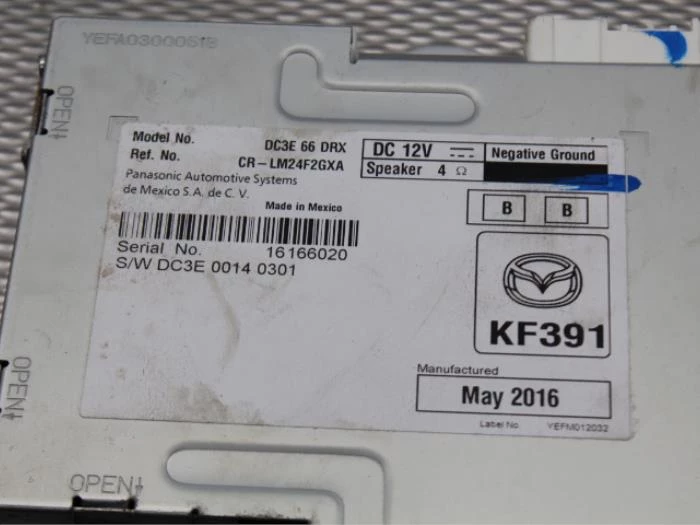 YEFA0300051B
OPEN
Model No. DC3E 66 DRX
Ref. No. CR-LM24F2GXA
Panasonic Automotive Systems
de Mexico S.A. de C. V.
Made in Mexico
DC 12V Negative Ground
Speaker 4 Ω
B B
Serial No. 16166020
S/W DC3E 0014 0301
KF391
Manufactured
May 2016
Label No. YEFM012032
OPEN
OPEN